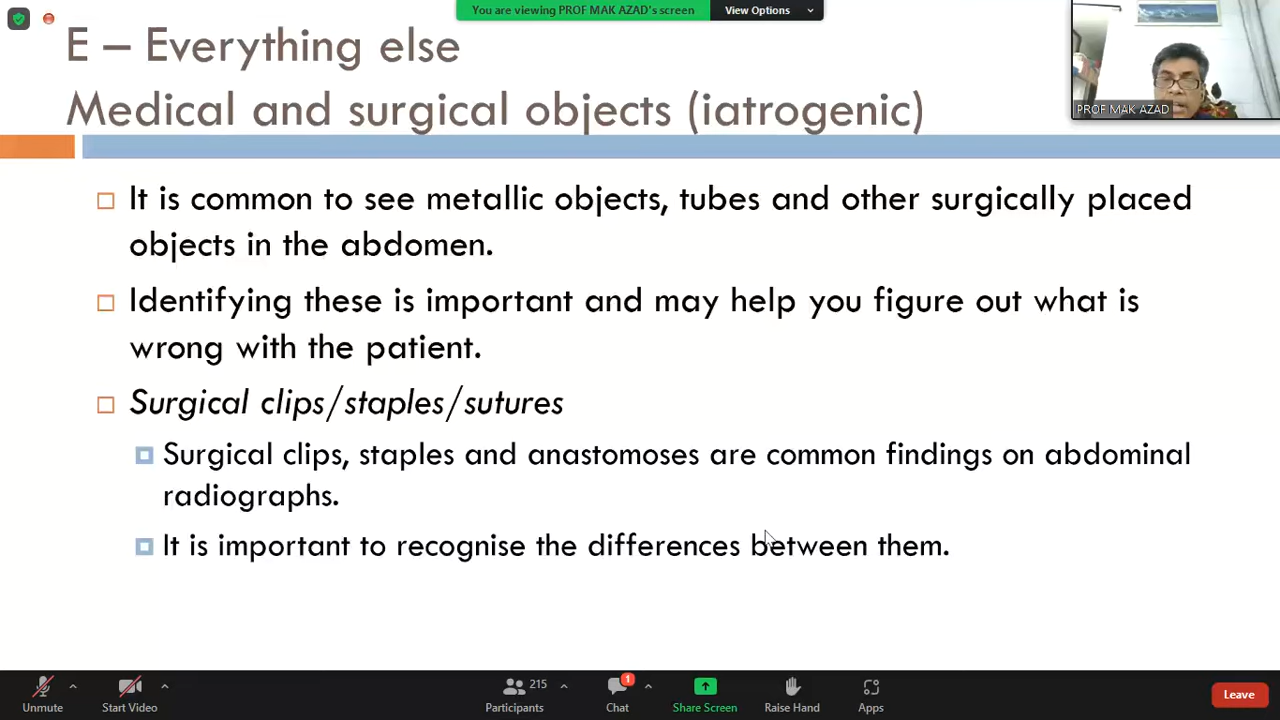 You are viewing PROF MAK AZAD's screen
View Options
E – Everything else
Medical and surgical objects (iatrogenic)
PROF MAK AZAD
It is common to see metallic objects, tubes and other surgically placed
objects in the abdomen.
Identifying these is important and may help you figure out what is
wrong with the patient.
Surgical clips/staples/sutures
Surgical clips, staples and anastomoses are common findings on abdominal
radiographs.
It is important to recognise the differences between them.
Unmute
Start Video
215
Participants
1
Chat
Share Screen
Raise Hand
Apps
Leave